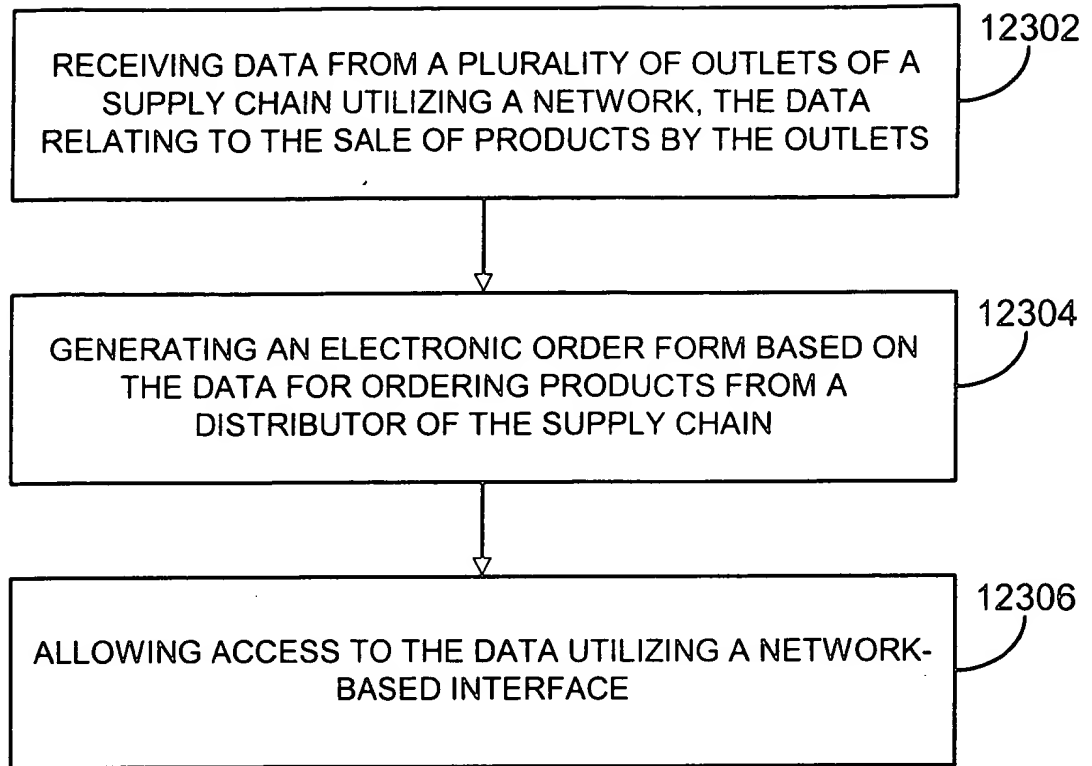 12302
RECEIVING DATA FROM A PLURALITY OF OUTLETS OF A
SUPPLY CHAIN UTILIZING A NETWORK, THE DATA
RELATING TO THE SALE OF PRODUCTS BY THE OUTLETS
12304
GENERATING AN ELECTRONIC ORDER FORM BASED ON
THE DATA FOR ORDERING PRODUCTS FROM A
DISTRIBUTOR OF THE SUPPLY CHAIN
12306
ALLOWING ACCESS TO THE DATA UTILIZING A NETWORK-
BASED INTERFACE